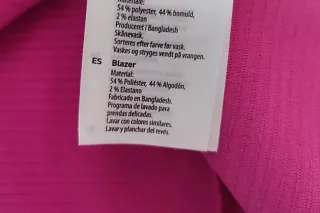 Materiale:
54 % polyester, 44 % bomuld,
2 % elastan
Produceret i Bangladesh
Skånevask.
Sorteres efter farve før vask.
Vaskes og stryges vendt på vrangen.
ES Blazer
Material:
54 % Poliéster, 44 % Algodón,
2 % Elastano
Fabricado en Bangladesh.
Programa de lavado para
prendas delicadas.
Lavar con colores similares.
Lavar y planchar del revés.